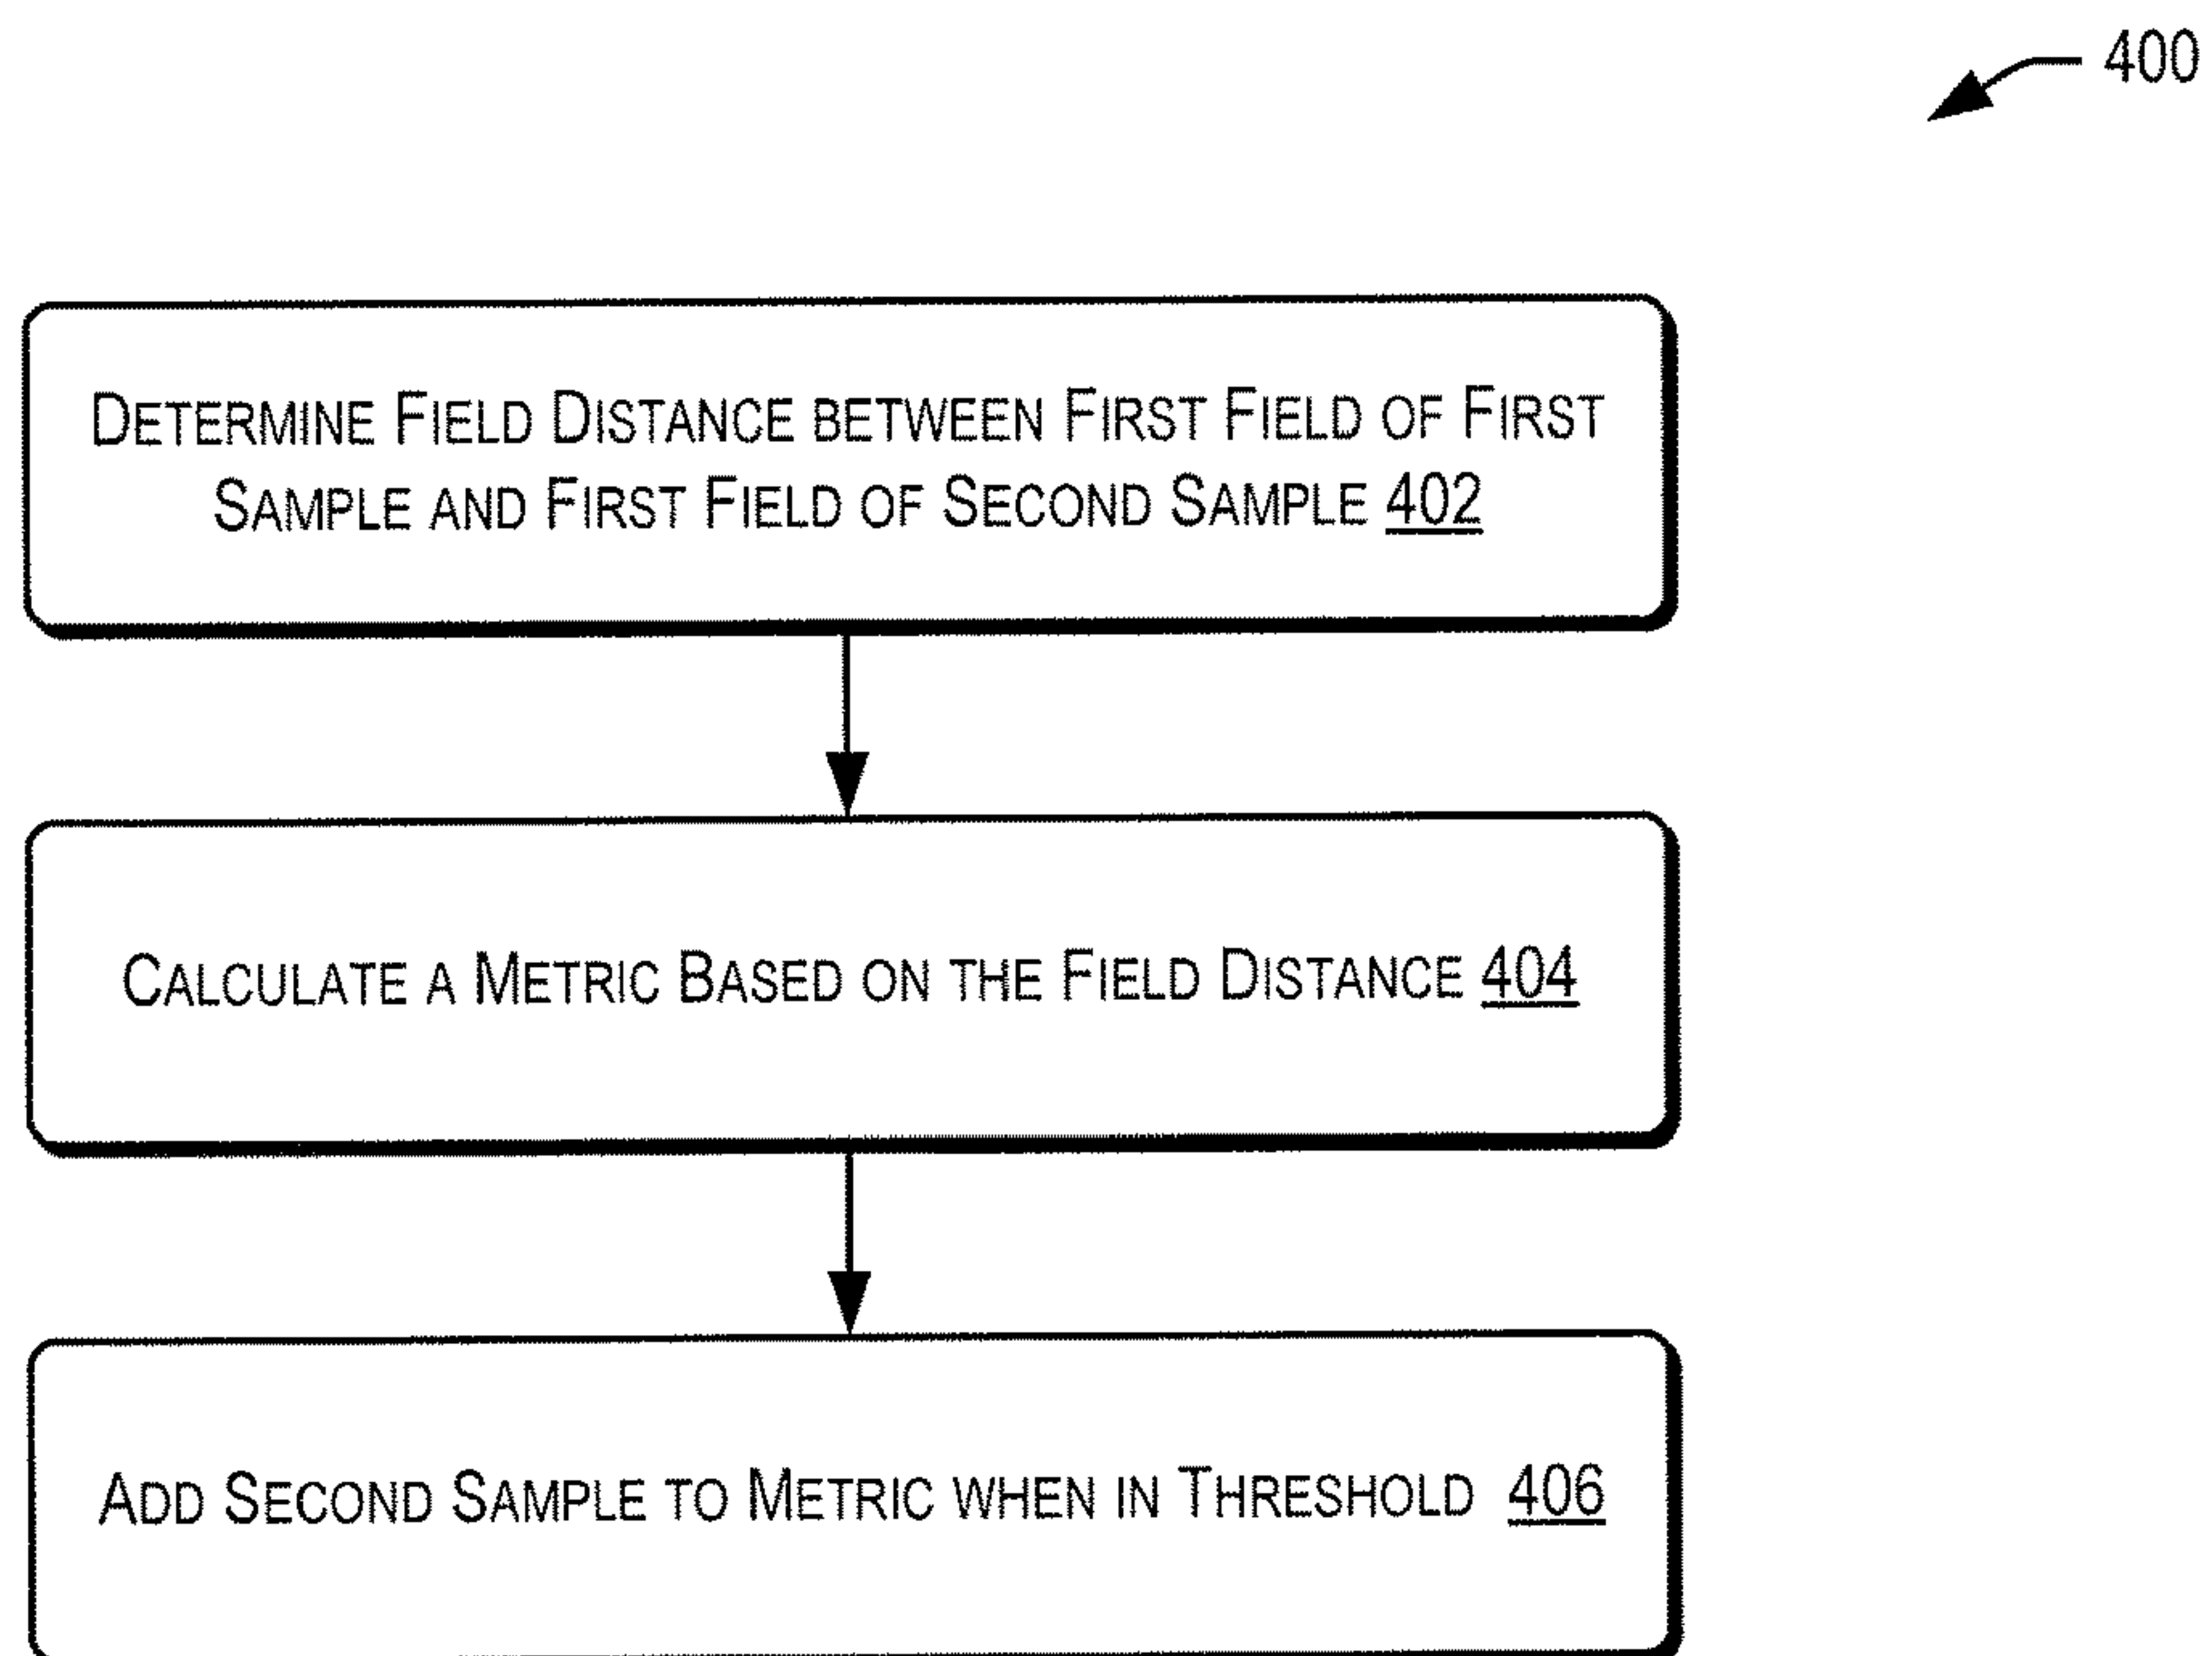 400
DETERMINE FIELD DISTANCE BETWEEN FIRST FIELD OF FIRST
SAMPLE AND FIRST FIELD OF SECOND SAMPLE 402
CALCULATE A METRIC BASED ON THE FIELD DISTANCE 404
ADD SECOND SAMPLE TO METRIC WHEN IN THRESHOLD 406